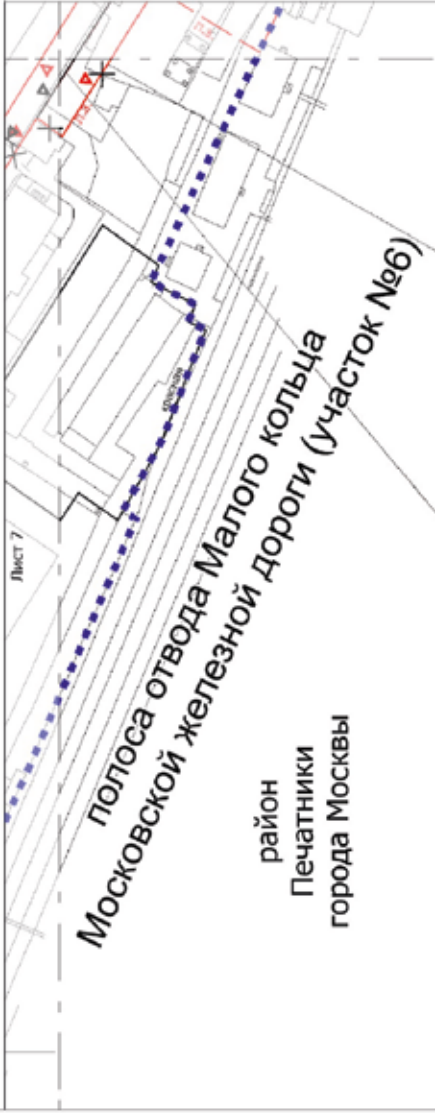 Лист 7
полоса отвода Малого кольца
Московской железной дороги (участок №6)
район
Печатники
города Москвы